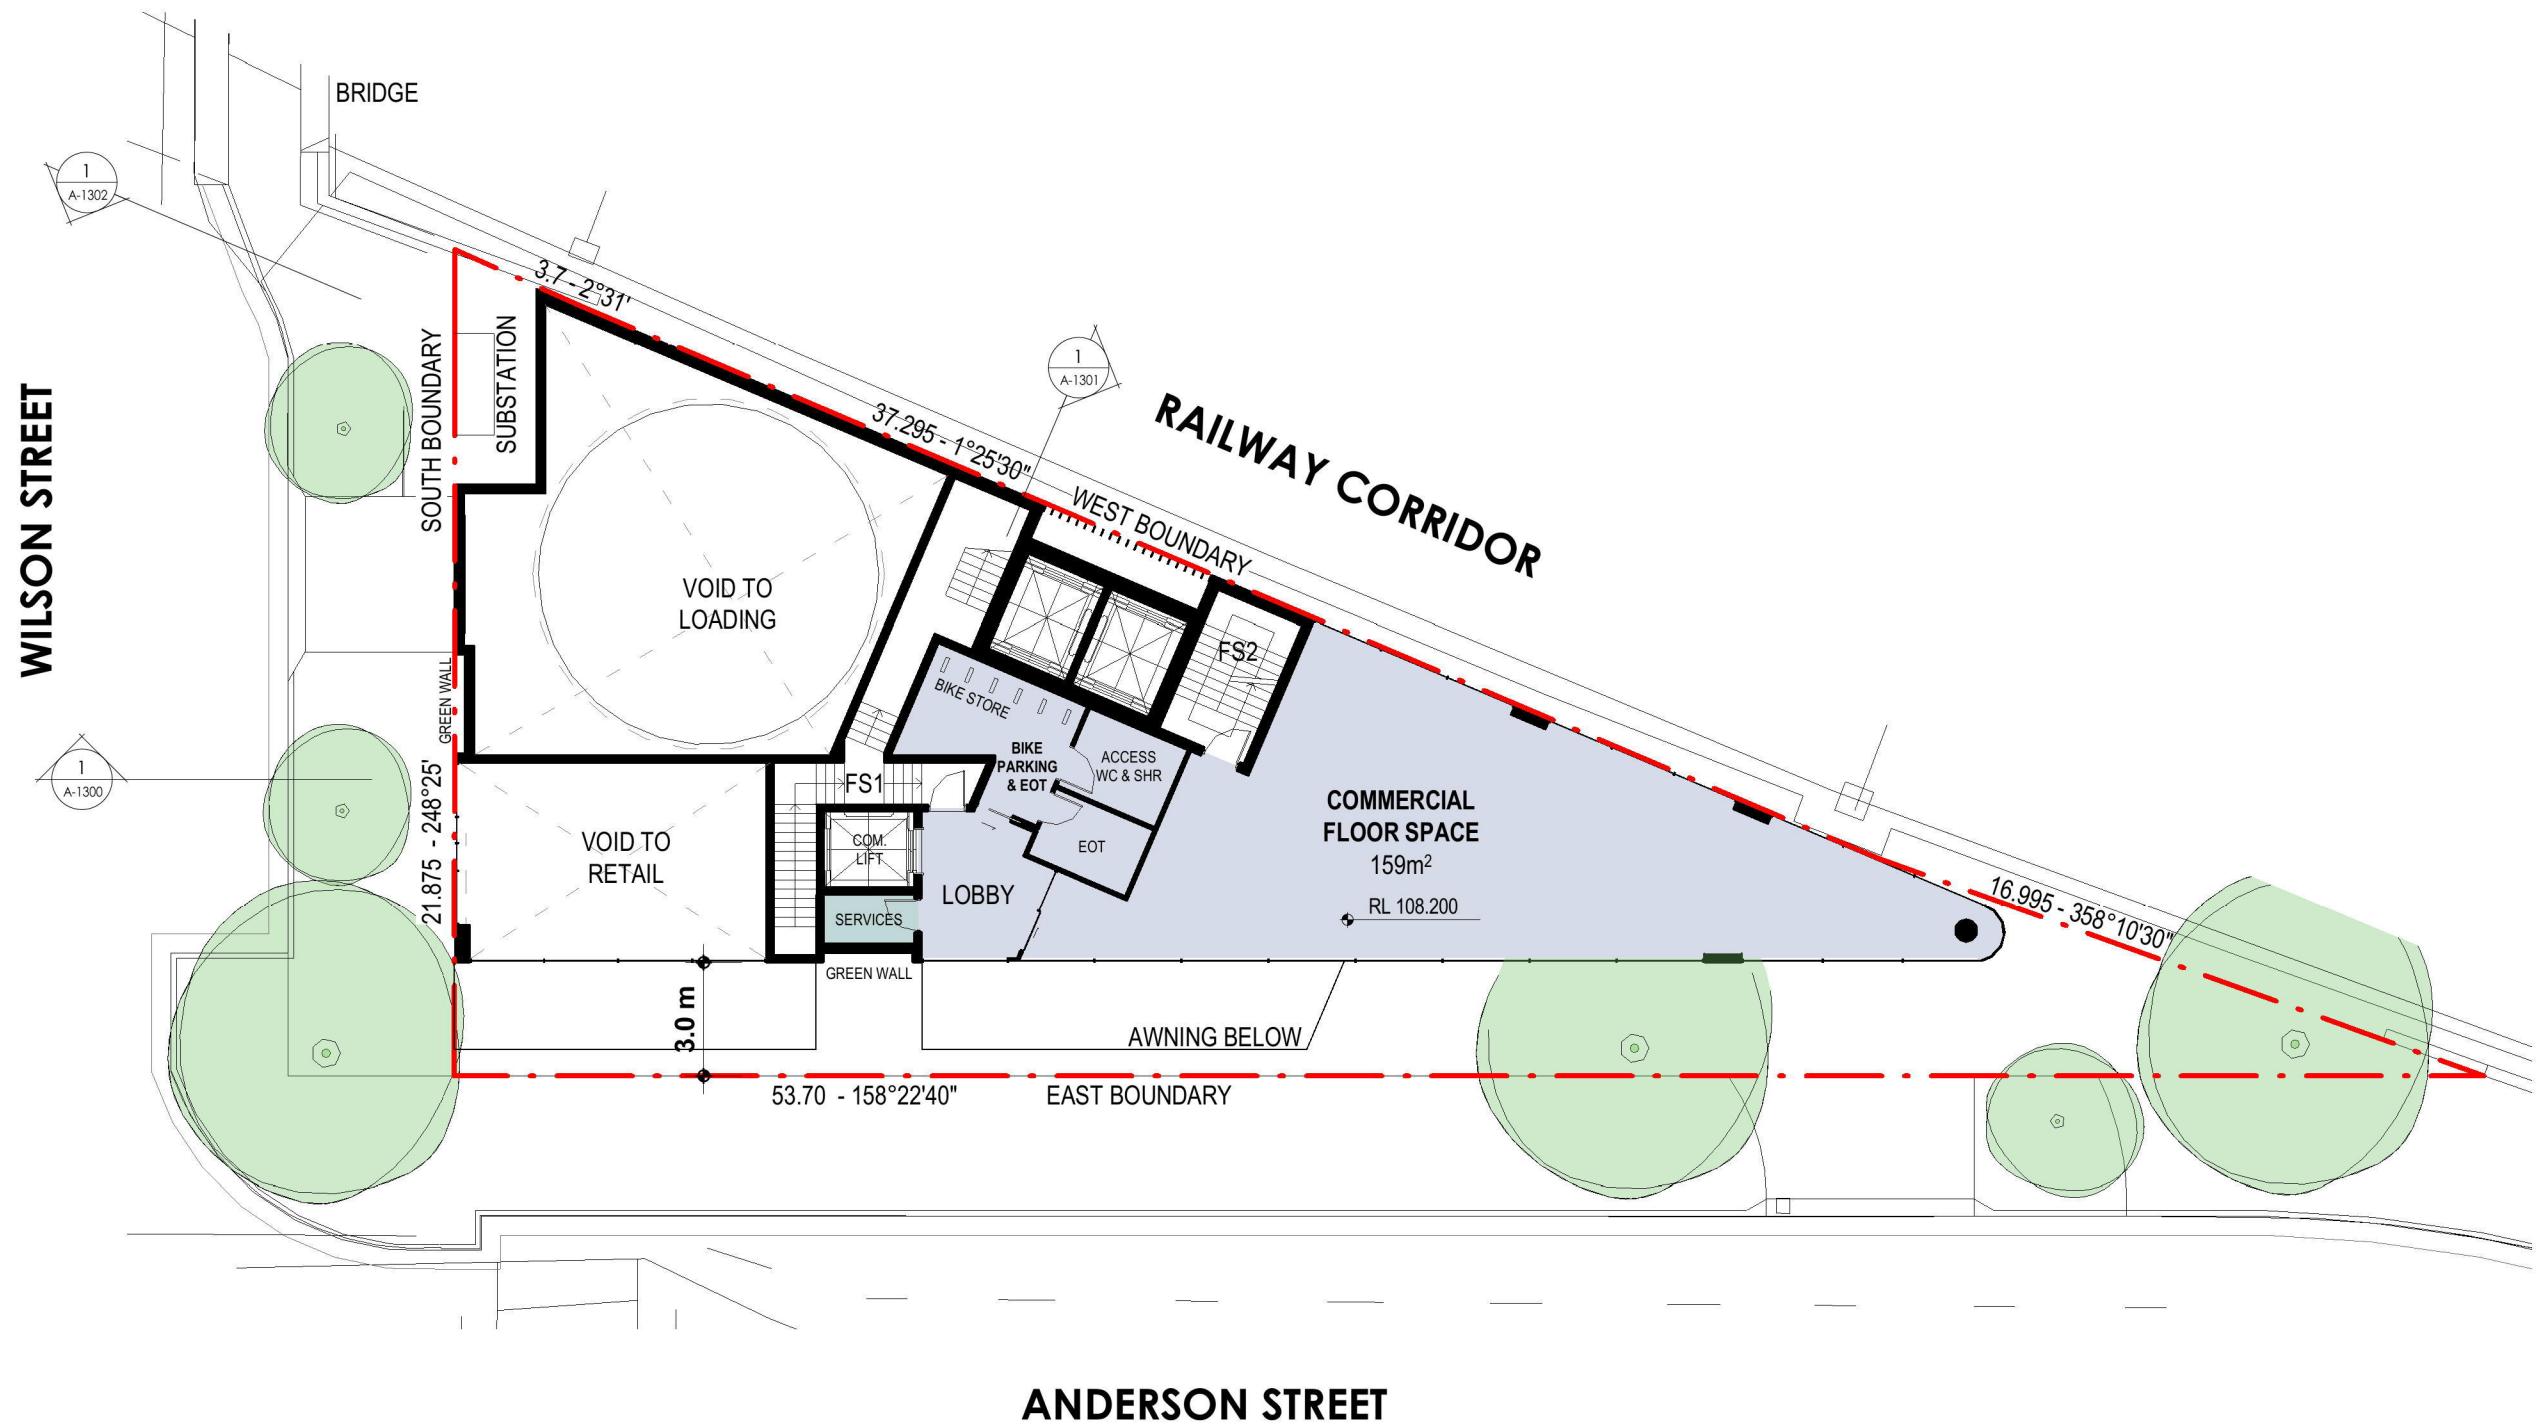 BRIDGE
1
A-1302
3.7 - 2°31'
SOUTH BOUNDARY
SUBSTATION
WILSON STREET
1
A-1301
37.295 - 1°25'30"
WEST BOUNDARY
RAILWAY CORRIDOR
VOID TO
LOADING
GREEN WALL
FS2
BIKE STORE
BIKE
PARKING
& EOT
ACCESS
WC & SHR
1
A-1300
21.875 - 248°25'
FS1
COM.
LIFT
EOT
VOID TO
RETAIL
COMMERCIAL
FLOOR SPACE
159m²
RL 108.200
LOBBY
SERVICES
16.995 - 358°10'30"
GREEN WALL
3.0 m
AWNING BELOW
53.70 - 158°22'40"
EAST BOUNDARY
ANDERSON STREET